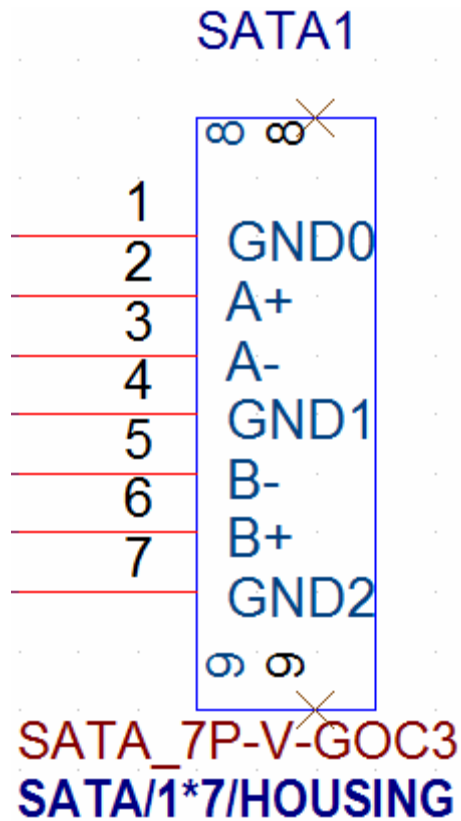 SATA1
8 8
1
GND0
2
A+
3
A-
4
GND1
5
B-
6
B+
7
GND2
9 9
SATA_7P-V-GOC3
SATA/1*7/HOUSING